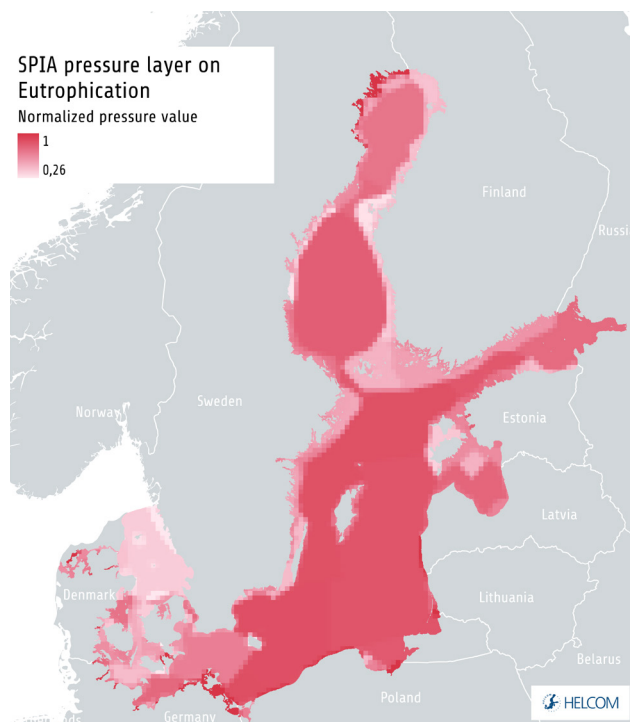 SPIA pressure layer on
Eutrophication
Normalized pressure value
1
0,26
Finland
Russi
Norway
Sweden
Estonia
Latvia
Denmark
Lithuania
Belarus
Poland
Germany
HELCOM